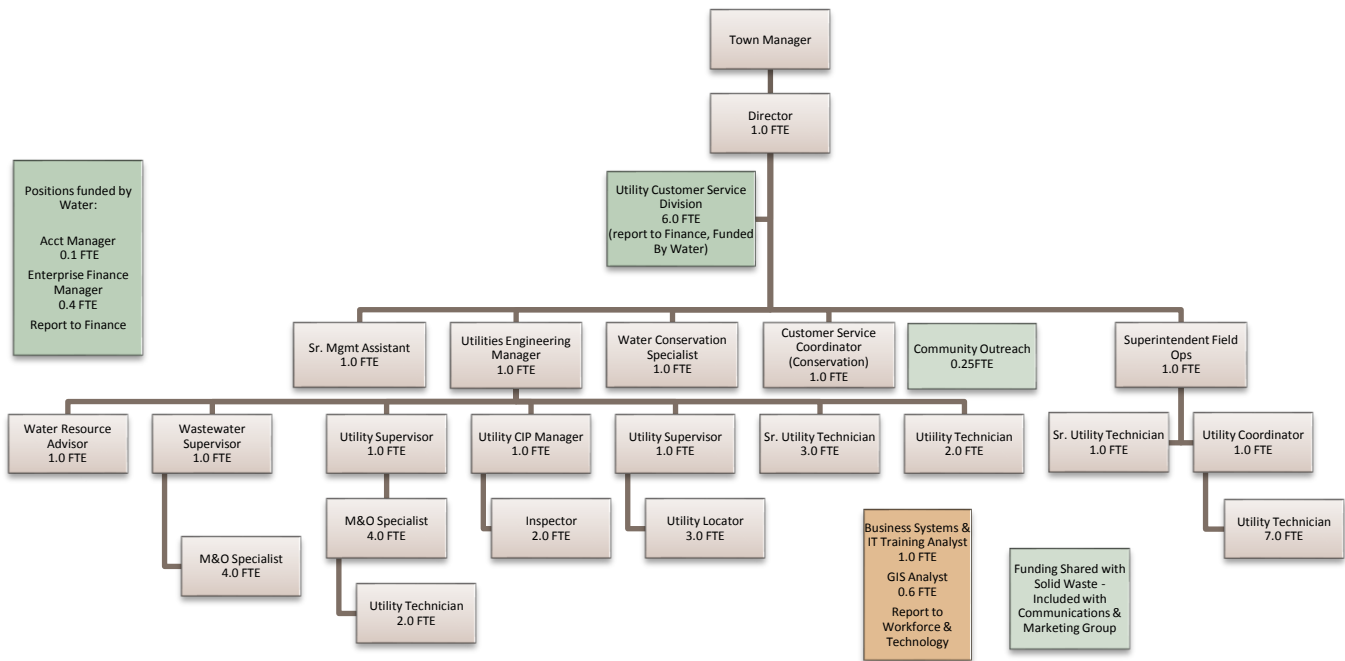 Town Manager
Director
1.0 FTE
Positions funded by
Water:
Acct Manager
0.1 FTE
Enterprise Finance
Manager
0.4 FTE
Report to Finance
Utility Customer Service
Division
6.0 FTE
(report to Finance, Funded
By Water)
Sr. Mgmt Assistant
1.0 FTE
Utilities Engineering
Manager
1.0 FTE
Water Conservation
Specialist
1.0 FTE
Customer Service
Coordinator
(Conservation)
1.0 FTE
Community Outreach
0.25FTE
Superintendent Field
Ops
1.0 FTE
Water Resource
Advisor
1.0 FTE
Wastewater
Supervisor
1.0 FTE
Utility Supervisor
1.0 FTE
Utility CIP Manager
1.0 FTE
Utility Supervisor
1.0 FTE
Sr. Utility Technician
3.0 FTE
Utiility Technician
2.0 FTE
Sr. Utility Technician
1.0 FTE
Utility Coordinator
1.0 FTE
M&O Specialist
4.0 FTE
M&O Specialist
4.0 FTE
Utility Technician
2.0 FTE
Inspector
2.0 FTE
Utility Locator
3.0 FTE
Utility Technician
7.0 FTE
Business Systems &
IT Training Analyst
1.0 FTE
GIS Analyst
0.6 FTE
Report to
Workforce &
Technology
Funding Shared with
Solid Waste -
Included with
Communications &
Marketing Group